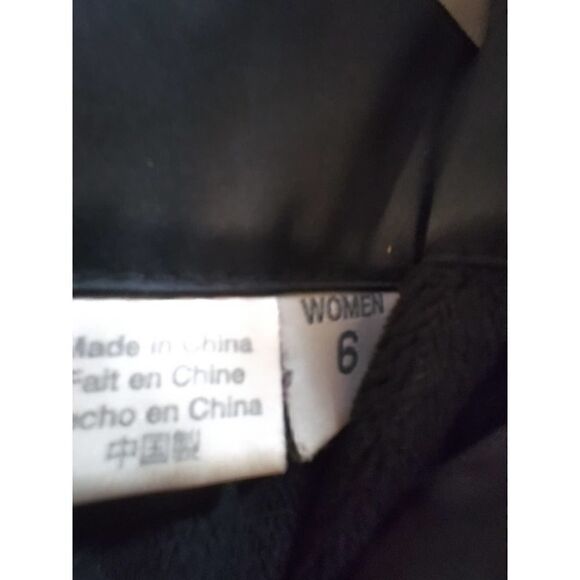 Made in China
Fait en Chine
echo en China
中国製
WOMEN
6